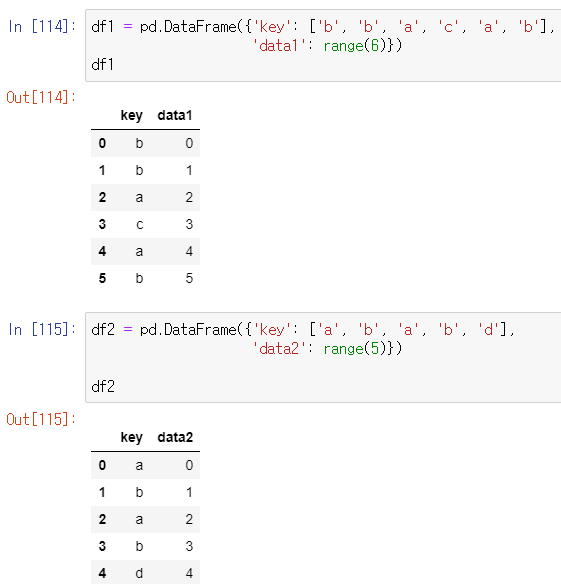 In [114]: df1 = pd.DataFrame({'key': ['b', 'b', 'a', 'c', 'a', 'b'],
'data1': range(6)})
df1
Out[114]:
key data1
0 b 0
1 b 1
2 a 2
3 c 3
4 a 4
5 b 5
In [115]: df2 = pd.DataFrame({'key': ['a', 'b', 'a', 'b', 'd'],
'data2': range(5)})
df2
Out[115]:
key data2
0 a 0
1 b 1
2 a 2
3 b 3
4 d 4